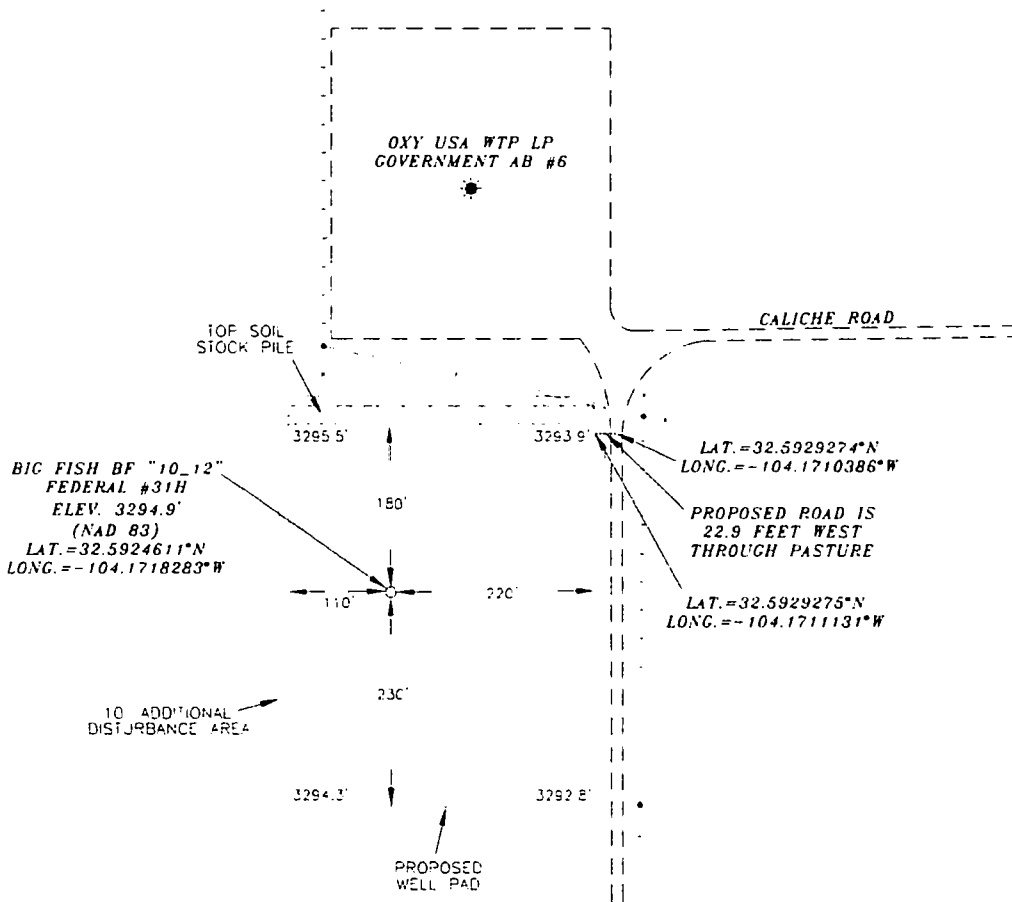 OXY USA WTP LP
GOVERNMENT AB #6
CALICHE ROAD
TOP SOIL
STOCK PILE
3295.5'
3293.9'
LAT.=32.5929274°N
LONG.=-104.1710386°W
BIG FISH BF "10_12"
FEDERAL #31H
ELEV. 3294.9'
(NAD 83)
LAT.=32.5924611°N
LONG.=-104.1718283°W
180'
PROPOSED ROAD IS
22.9 FEET WEST
THROUGH PASTURE
110'
220'
LAT.=32.5929275°N
LONG.=-104.1711131°W
230'
10 ADDITIONAL
DISTURBANCE AREA
3294.3'
3292.8'
PROPOSED
WELL PAD